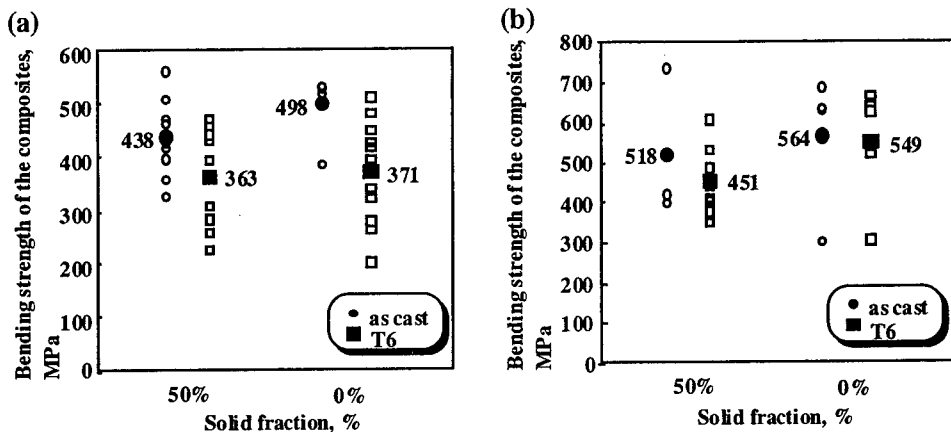 (a)
Bending strength of the composites,
MPa
600
500
400
300
200
100
0
438
363
498
371
as cast
T6
50%
0%
Solid fraction, %
(b)
Bending strength of the composites,
MPa
800
700
600
500
400
300
200
100
0
518
451
564
549
as cast
T6
50%
0%
Solid fraction, %